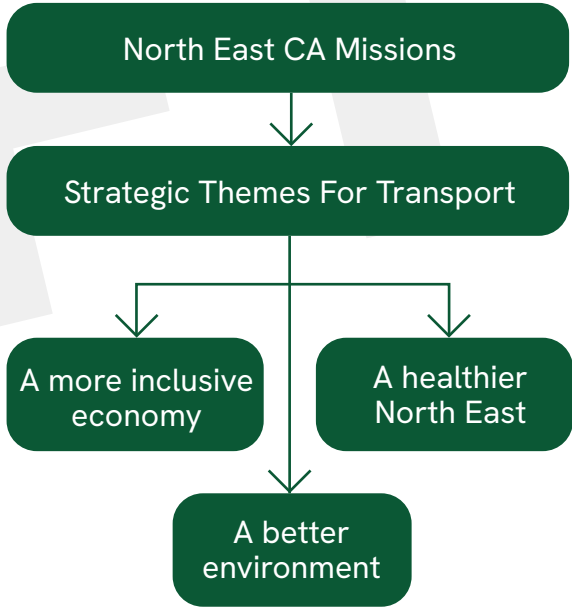 North East CA Missions
Strategic Themes For Transport
A more inclusive
economy
A healthier
North East
A better
environment